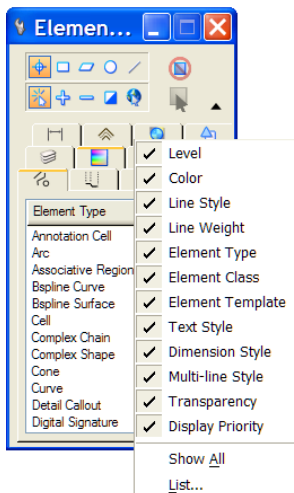 Elemen...
Element Type
Annotation Cell
Arc
Associative Region
Bspline Curve
Bspline Surface
Cell
Complex Chain
Complex Shape
Cone
Curve
Detail Callout
Digital Signature
Level
Color
Line Style
Line Weight
Element Type
Element Class
Element Template
Text Style
Dimension Style
Multi-line Style
Transparency
Display Priority
Show All
List...